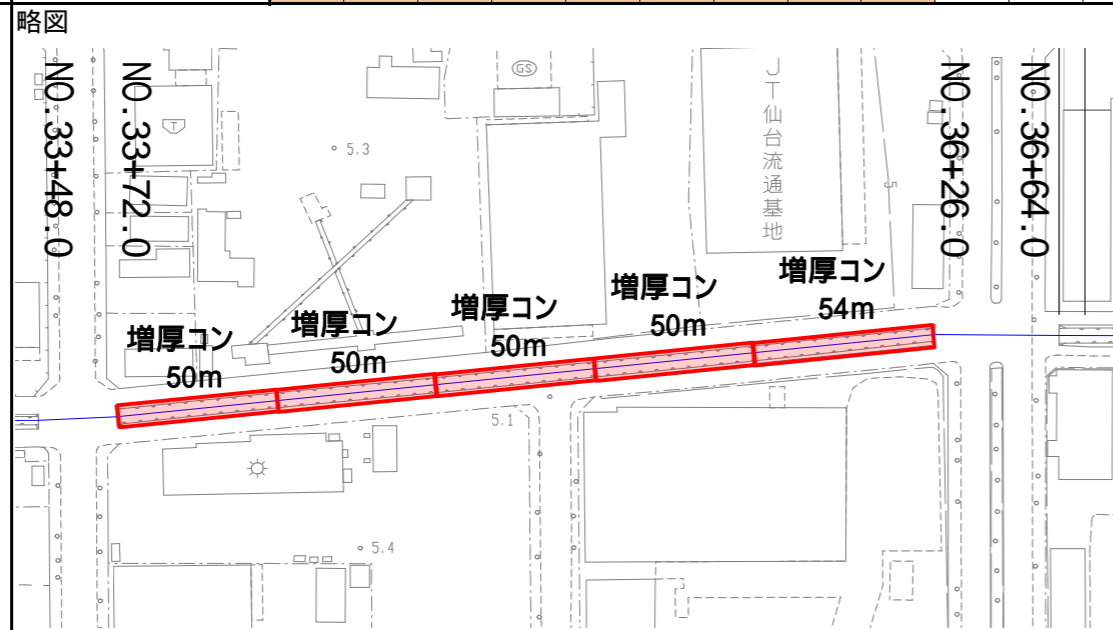 略図
NO.33+48.0
NO.33+72.0
GS
T
5.3
JT仙台流通基地
5
NO.36+26.0
NO.36+64.0
増厚コン
50m
増厚コン
50m
増厚コン
50m
増厚コン
50m
増厚コン
54m
5.1
5.4